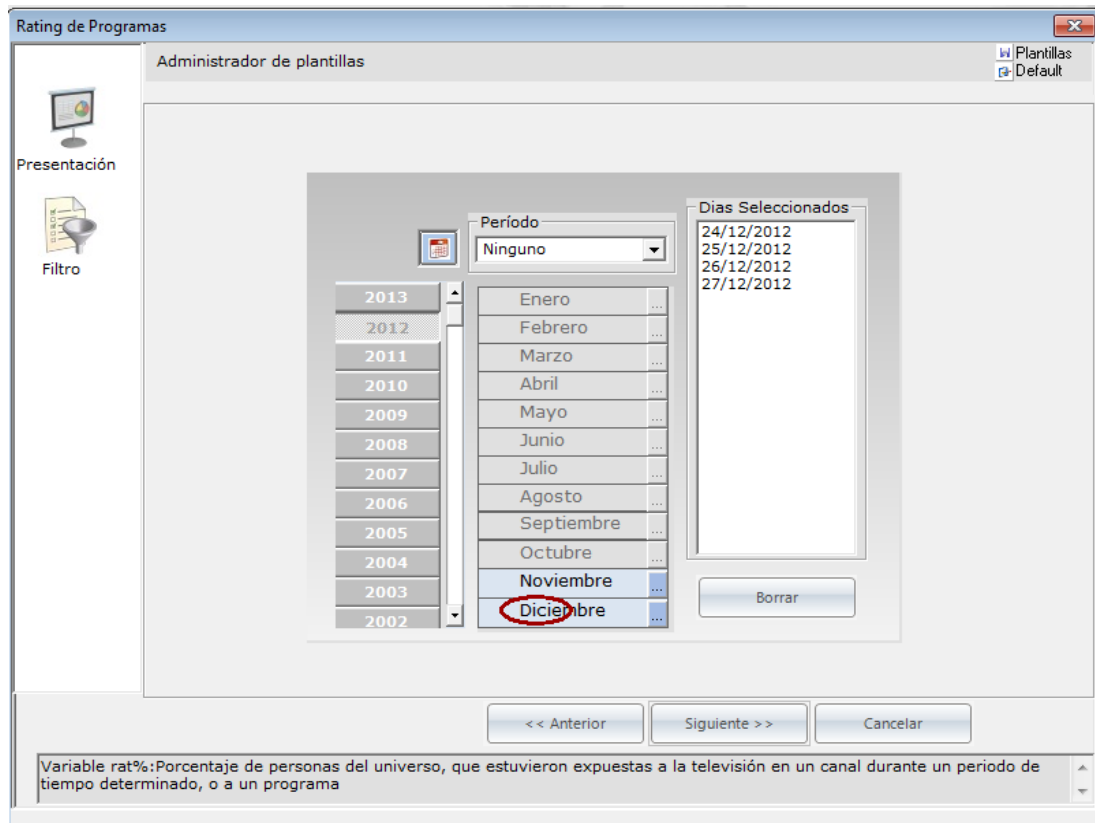 Rating de Programas
Administrador de plantillas
Plantillas
Default
Presentación
Filtro
Período
Ninguno
Dias Seleccionados
24/12/2012
25/12/2012
26/12/2012
27/12/2012
2013
2012
2011
2010
2009
2008
2007
2006
2005
2004
2003
2002
Enero ...
Febrero ...
Marzo ...
Abril ...
Mayo ...
Junio ...
Julio ...
Agosto ...
Septiembre ...
Octubre ...
Noviembre ...
Diciembre ...
Borrar
<< Anterior
Siguiente >>
Cancelar
Variable rat%:Porcentaje de personas del universo, que estuvieron expuestas a la televisión en un canal durante un periodo de
tiempo determinado, o a un programa